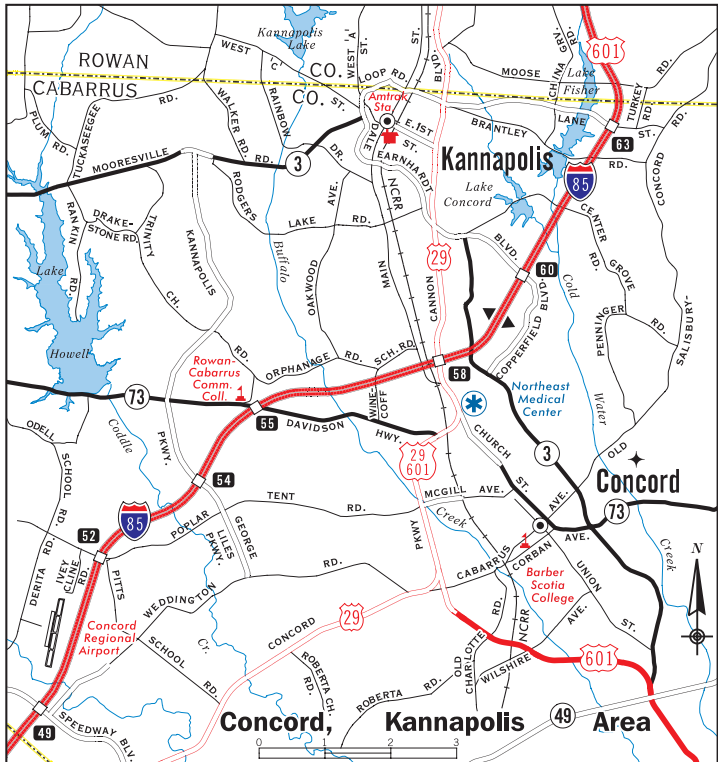 Kannapolis
Lake
ROWAN
CABARRUS
CO.
CO.
WEST 'C'
ST.
WEST 'A'
ST.
ST.
LOOP RD.
BLVD
601
MOOSE
RD.
CHINA GRV.
RD.
Lake
Fisher
TURKEY
RD.
Amtrak
Sta.
E. 1ST
ST.
BRANTLEY
LANE
ST.
RD.
63
PLUM RD.
TUCKASEEGEE
RD.
WALKER RD.
RAINBOW
DR.
MOORESVILLE
RD.
3
DALE
EARNHARDT
BLVD.
Kannapolis
85
CONCORD
Lake
Concord
RODGERS
LAKE RD.
AVE.
OAKWOOD
NCRR
MAIN
29
CANNON
RANKIN
RD.
DRAKE-
STONE RD.
TRINITY
CH.
RD.
KANNAPOLIS
PKWY.
Buffalo
Creek
CENTER
GROVE
RD.
60
Cold
Water
Creek
COPPERFIELD BLVD.
PENNINGER
RD.
SALISBURY-
Lake
Howell
ORPHANAGE RD.
SCH. RD.
58
Rowan-
Cabarrus
Comm.
Coll.
WINE-
COFF
73
55
DAVIDSON
HWY.
Northeast
Medical
Center
Coddle
Cr.
29
601
CHURCH
ST.
3
OLD
Concord
ODELL
SCHOOL RD.
54
85
MCGILL AVE.
AVE.
73
52
POPLAR
TENT
RD.
LILES
PKWY.
GEORGE
PKWY
DERITA RD.
IVEY
CLINE
RD.
PITTS
WEDDINGTON
RD.
CABARRUS
CORBAN
AVE.
Barber
Scotia
College
UNION
ST.
N
Concord
Regional
Airport
SCHOOL
RD.
CONCORD
29
OLD
CHARLOTTE
RD.
NCRR
WILSHIRE
AVE.
601
ROBERTA CH.
RD.
ROBERTA RD.
49
SPEEDWAY BLV.
49
Concord, Kannapolis Area
0
1
2
3